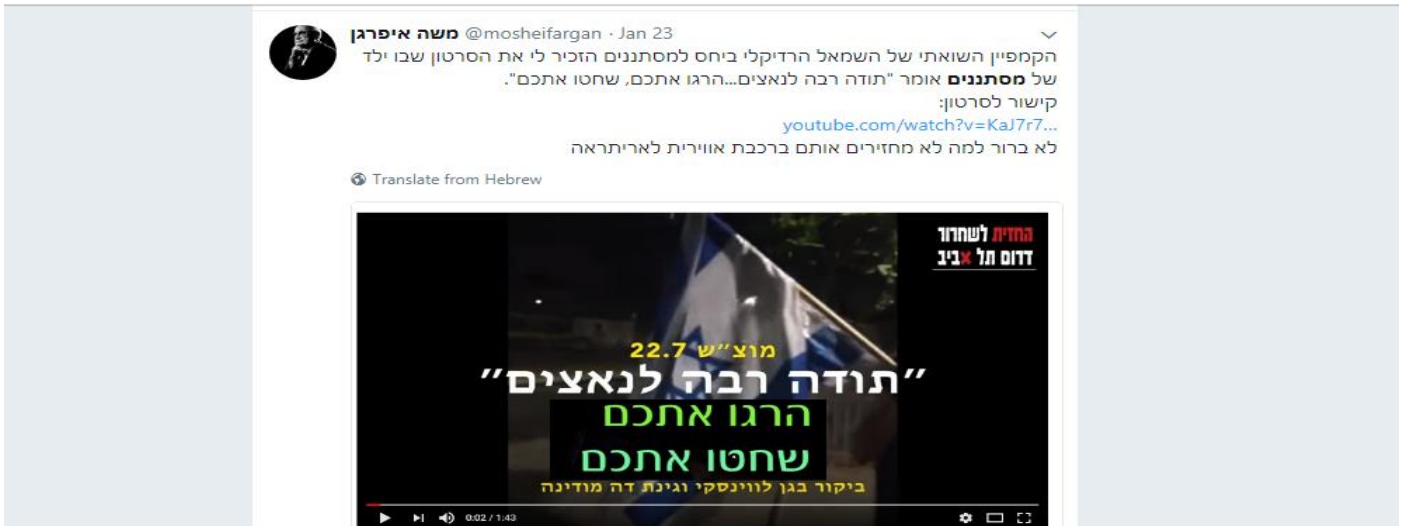 משה איפרגן @mosheifargan · Jan 23
הקמפיין השואתי של השמאל הרדיקלי ביחס למסתננים הזכיר לי את הסרטון שבו ילד
של מסתננים אומר "תודה רבה לנאצים...הרגו אתכם, שחטו אתכם".
קישור לסרטון:
youtube.com/watch?v=KaJ7r7...
לא ברור למה לא מחזירים אותם ברכבת אווירית לאריתראה
Translate from Hebrew
החזית לשחרור
דרום תל אביב
מוצ״ש 22.7
״תודה רבה לנאצים״
הרגו אתכם
שחטו אתכם
ביקור בגן לווינסקי וגינת דה מודינה
0:02 / 1:43